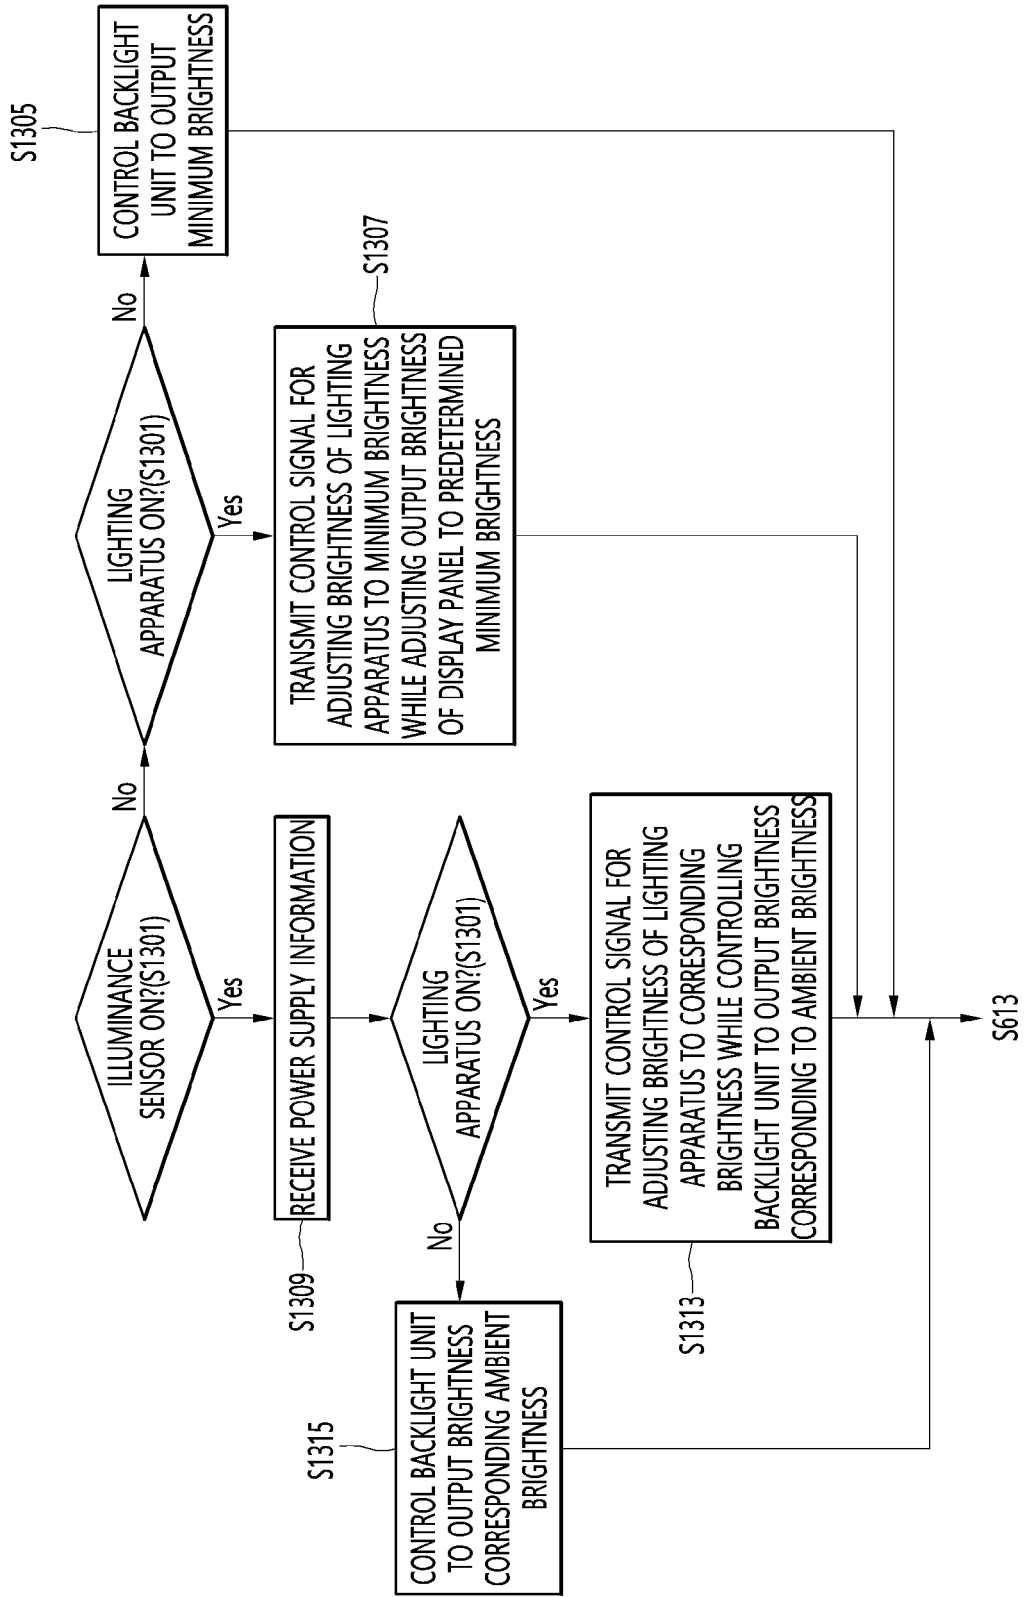 ILLUMINANCE
SENSOR ON?(S1301)
No
Yes
LIGHTING
APPARATUS ON?(S1301)
No
Yes
S1305
CONTROL BACKLIGHT
UNIT TO OUTPUT
MINIMUM BRIGHTNESS
S1307
TRANSMIT CONTROL SIGNAL FOR
ADJUSTING BRIGHTNESS OF LIGHTING
APPARATUS TO MINIMUM BRIGHTNESS
WHILE ADJUSTING OUTPUT BRIGHTNESS
OF DISPLAY PANEL TO PREDETERMINED
MINIMUM BRIGHTNESS
S1309
RECEIVE POWER SUPPLY INFORMATION
LIGHTING
APPARATUS ON?(S1301)
No
Yes
S1315
CONTROL BACKLIGHT UNIT
TO OUTPUT BRIGHTNESS
CORRESPONDING AMBIENT
BRIGHTNESS
S1313
TRANSMIT CONTROL SIGNAL FOR
ADJUSTING BRIGHTNESS OF LIGHTING
APPARATUS TO CORRESPONDING
BRIGHTNESS WHILE CONTROLLING
BACKLIGHT UNIT TO OUTPUT BRIGHTNESS
CORRESPONDING TO AMBIENT BRIGHTNESS
S613